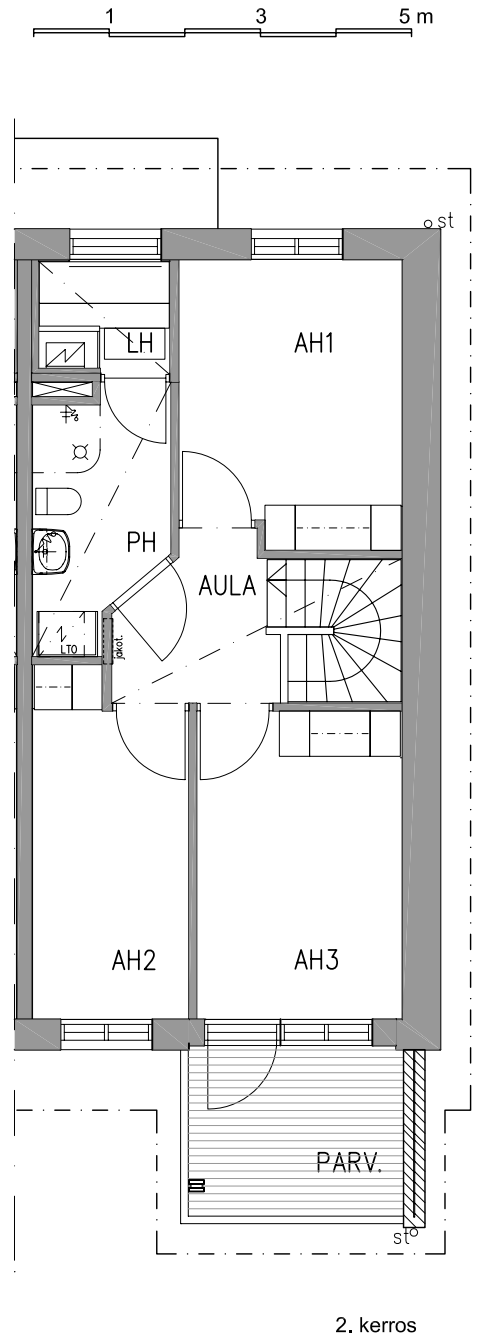 1 3 5 m
st
LH AH1
PH
AULA
LTO
jakot.
AH2 AH3
PARV.
st
2. kerros